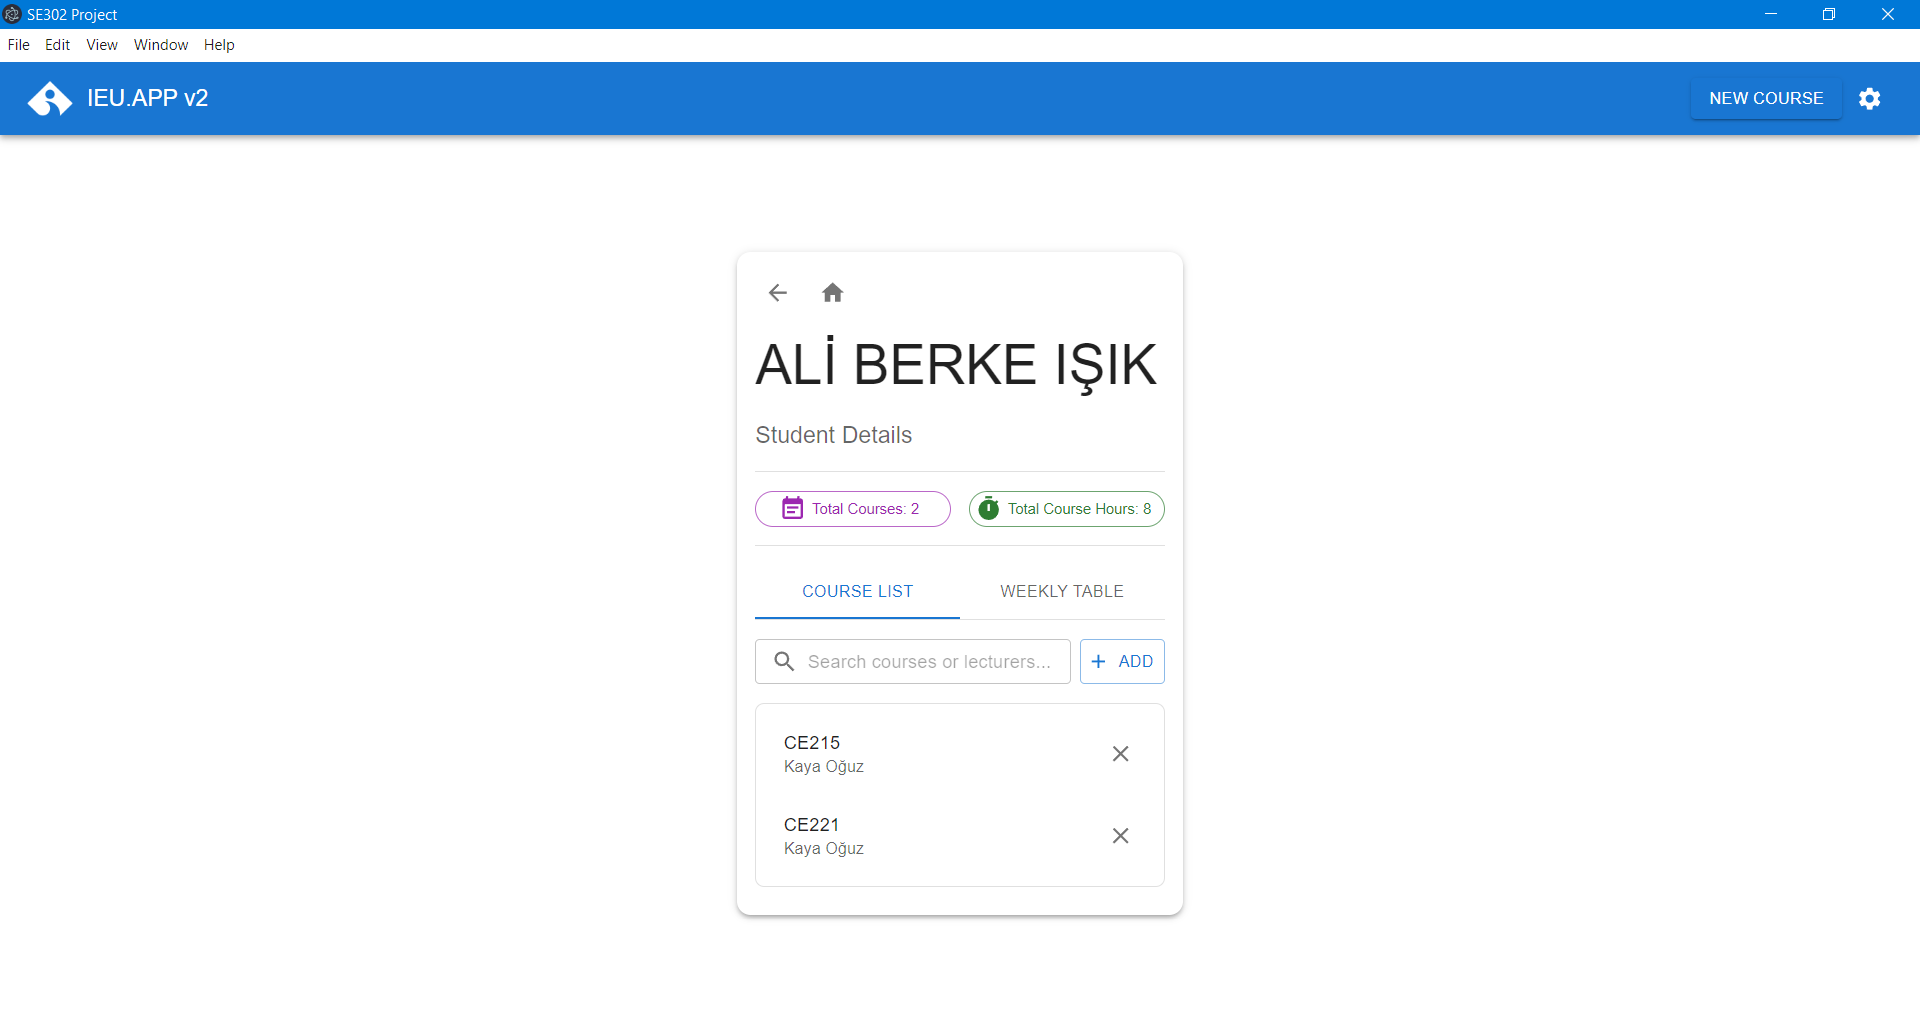 SE302 Project
File Edit View Window Help
IEU.APP v2
NEW COURSE
ALİ BERKE IŞIK
Student Details
Total Courses: 2
Total Course Hours: 8
COURSE LIST
WEEKLY TABLE
Search courses or lecturers...
+ ADD
CE215
Kaya Oğuz
CE221
Kaya Oğuz